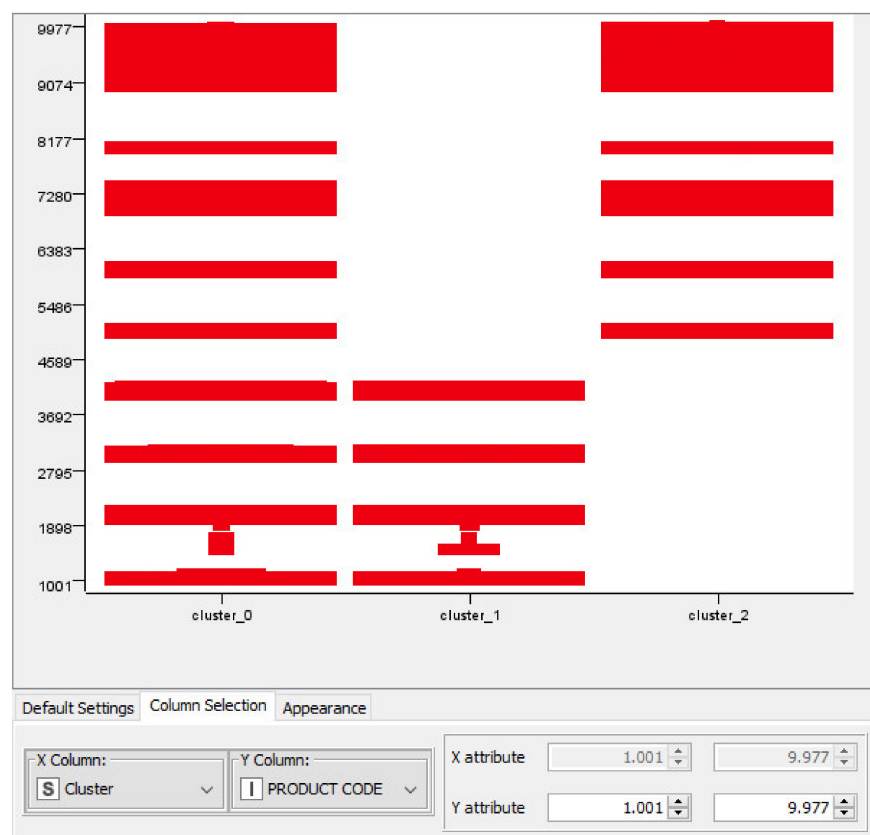 9977
9074
8177
7280
6383
5486
4589
3692
2795
1898
1001
cluster_0 cluster_1 cluster_2
Default Settings Column Selection Appearance
X Column: Y Column:
S Cluster I PRODUCT CODE
X attribute 1.001 9.977
Y attribute 1.001 9.977